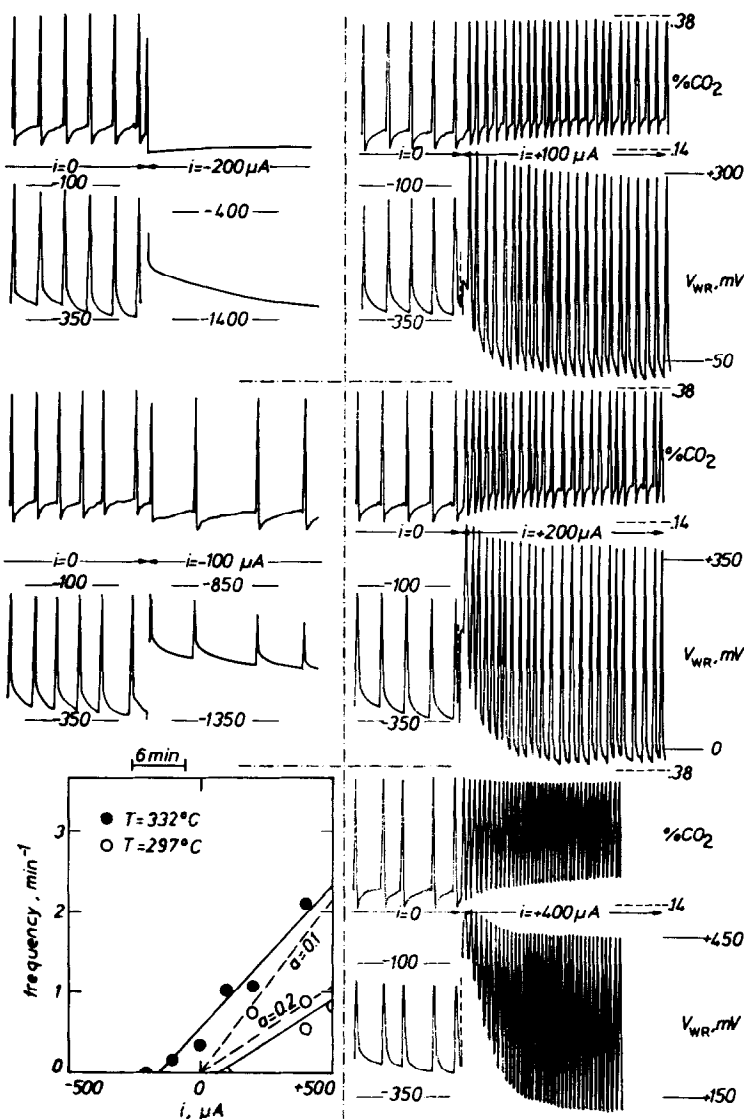 .38
%CO2
.14
i=0
i=-200 μA
-100
-400
-350
-1400
i=0
i=+100 μA
-100
+300
VWR, mV
-350
-50
.38
%CO2
.14
i=0
i=-100 μA
-100
-850
-350
-1350
i=0
i=+200 μA
-100
+350
VWR, mV
-350
0
6 min
.38
%CO2
.14
i=0
i=+400 μA
-100
+450
VWR, mV
-350
+150
frequency, min-1
3
2
1
0
T=332°C
T=297°C
a=0.1
a=0.2
-500
0
+500
i, μA